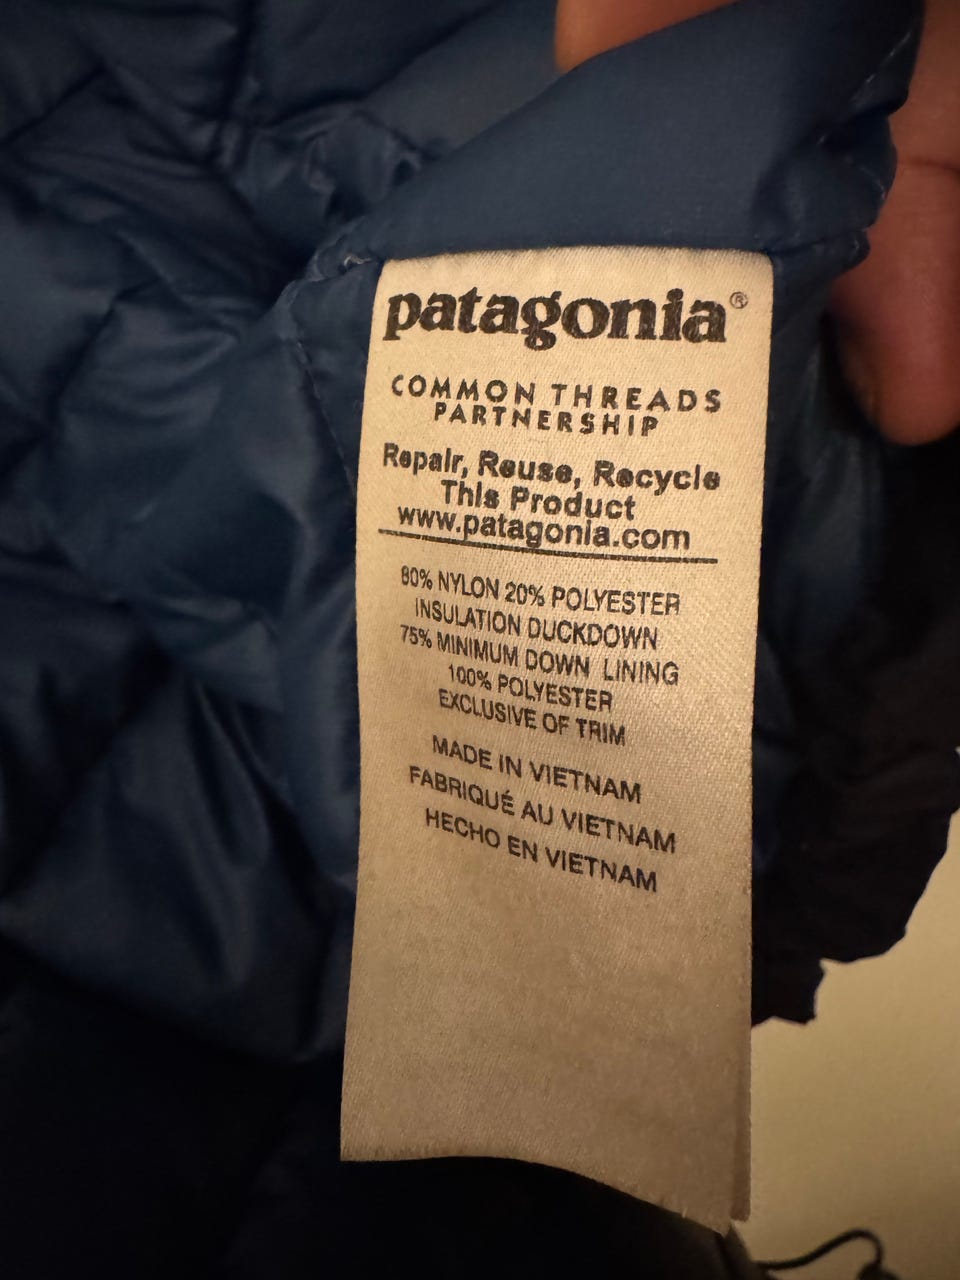 patagonia®
COMMON THREADS
PARTNERSHIP
Repair, Reuse, Recycle
This Product
www.patagonia.com
80% NYLON 20% POLYESTER
INSULATION DUCKDOWN
75% MINIMUM DOWN LINING
100% POLYESTER
EXCLUSIVE OF TRIM
MADE IN VIETNAM
FABRIQUÉ AU VIETNAM
HECHO EN VIETNAM